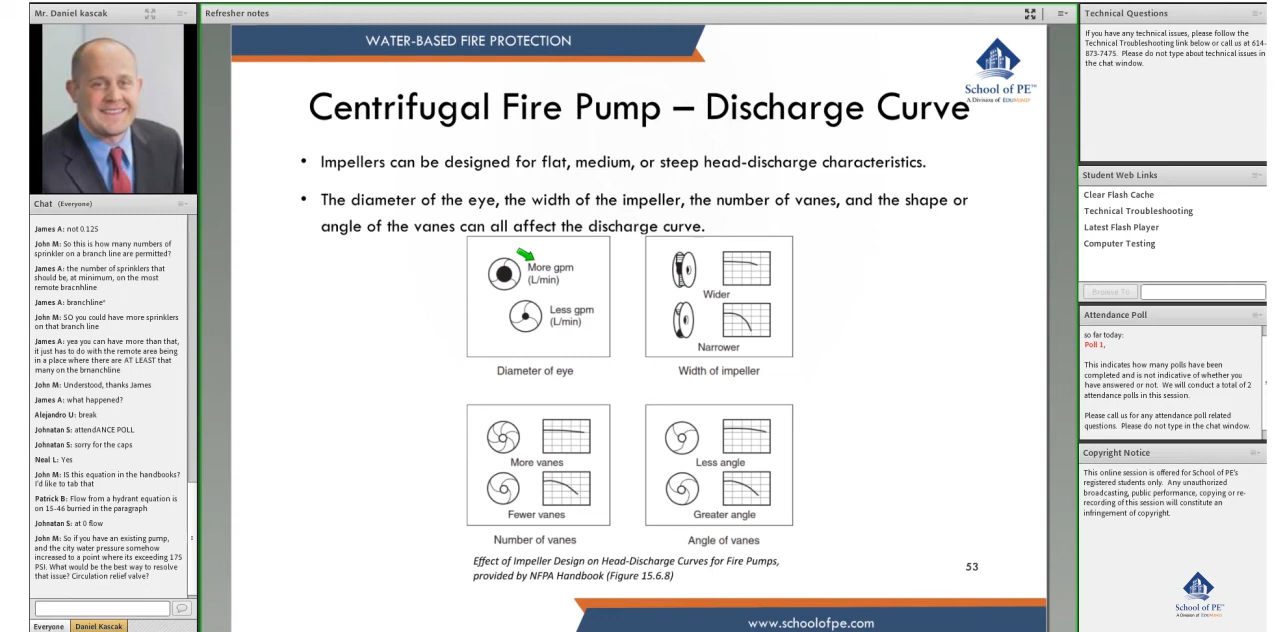 Mr. Daniel kascak
Chat (Everyone)
James A: not 0.125
John M: So this is how many numbers of
sprinkler on a branch line are permitted?
James A: the number of sprinklers that
should be, at minimum, on the most
remote bracnhline
James A: branchline*
John M: SO you could have more sprinklers
on that branch line
James A: yea you can have more than that,
it just has to do with the remote area being
in a place where there are AT LEAST that
many on the brnanchline
John M: Understood, thanks James
James A: what happened?
Alejandro U: break
Johnatan S: attendANCE POLL
Johnatan S: sorry for the caps
Neal L: Yes
John M: IS this equation in the handbooks?
I'd like to tab that
Patrick B: Flow from a hydrant equation is
on 15-46 burried in the paragraph
Johnatan S: at 0 flow
John M: So if you have an existing pump,
and the city water pressure somehow
increased to a point where its exceeding 175
PSI. What would be the best way to resolve
that issue? Circulation relief valve?
Everyone
Daniel Kascak
Refresher notes
WATER-BASED FIRE PROTECTION
School of PE™
A Division of EDUMIND
Centrifugal Fire Pump – Discharge Curve
• Impellers can be designed for flat, medium, or steep head-discharge characteristics.
• The diameter of the eye, the width of the impeller, the number of vanes, and the shape or
angle of the vanes can all affect the discharge curve.
More gpm
(L/min)
Less gpm
(L/min)
Diameter of eye
Wider
Narrower
Width of impeller
More vanes
Fewer vanes
Number of vanes
Less angle
Greater angle
Angle of vanes
Effect of Impeller Design on Head-Discharge Curves for Fire Pumps,
provided by NFPA Handbook (Figure 15.6.8)
53
www.schoolofpe.com
Technical Questions
If you have any technical issues, please follow the
Technical Troubleshooting link below or call us at 614-
873-7475. Please do not type about technical issues in
the chat window.
Student Web Links
Clear Flash Cache
Technical Troubleshooting
Latest Flash Player
Computer Testing
Browse To
Attendance Poll
so far today:
Poll 1,
This indicates how many polls have been
completed and is not indicative of whether you
have answered or not. We will conduct a total of 2
attendance polls in this session.
Please call us for any attendance poll related
questions. Please do not type in the chat window.
Copyright Notice
This online session is offered for School of PE's
registered students only. Any unauthorized
broadcasting, public performance, copying or re-
recording of this session will constitute an
infringement of copyright.
School of PE™
A Division of EDUMIND